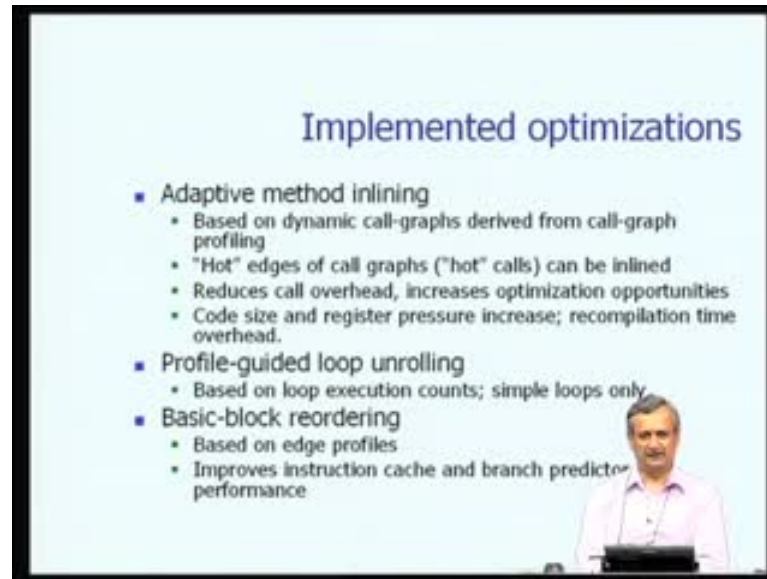 Implemented optimizations
Adaptive method inlining
Based on dynamic call-graphs derived from call-graph
profiling
"Hot" edges of call graphs ("hot" calls) can be inlined
Reduces call overhead, increases optimization opportunities
Code size and register pressure increase; recompilation time
overhead.
Profile-guided loop unrolling
Based on loop execution counts; simple loops only
Basic-block reordering
Based on edge profiles
Improves instruction cache and branch predictor
performance